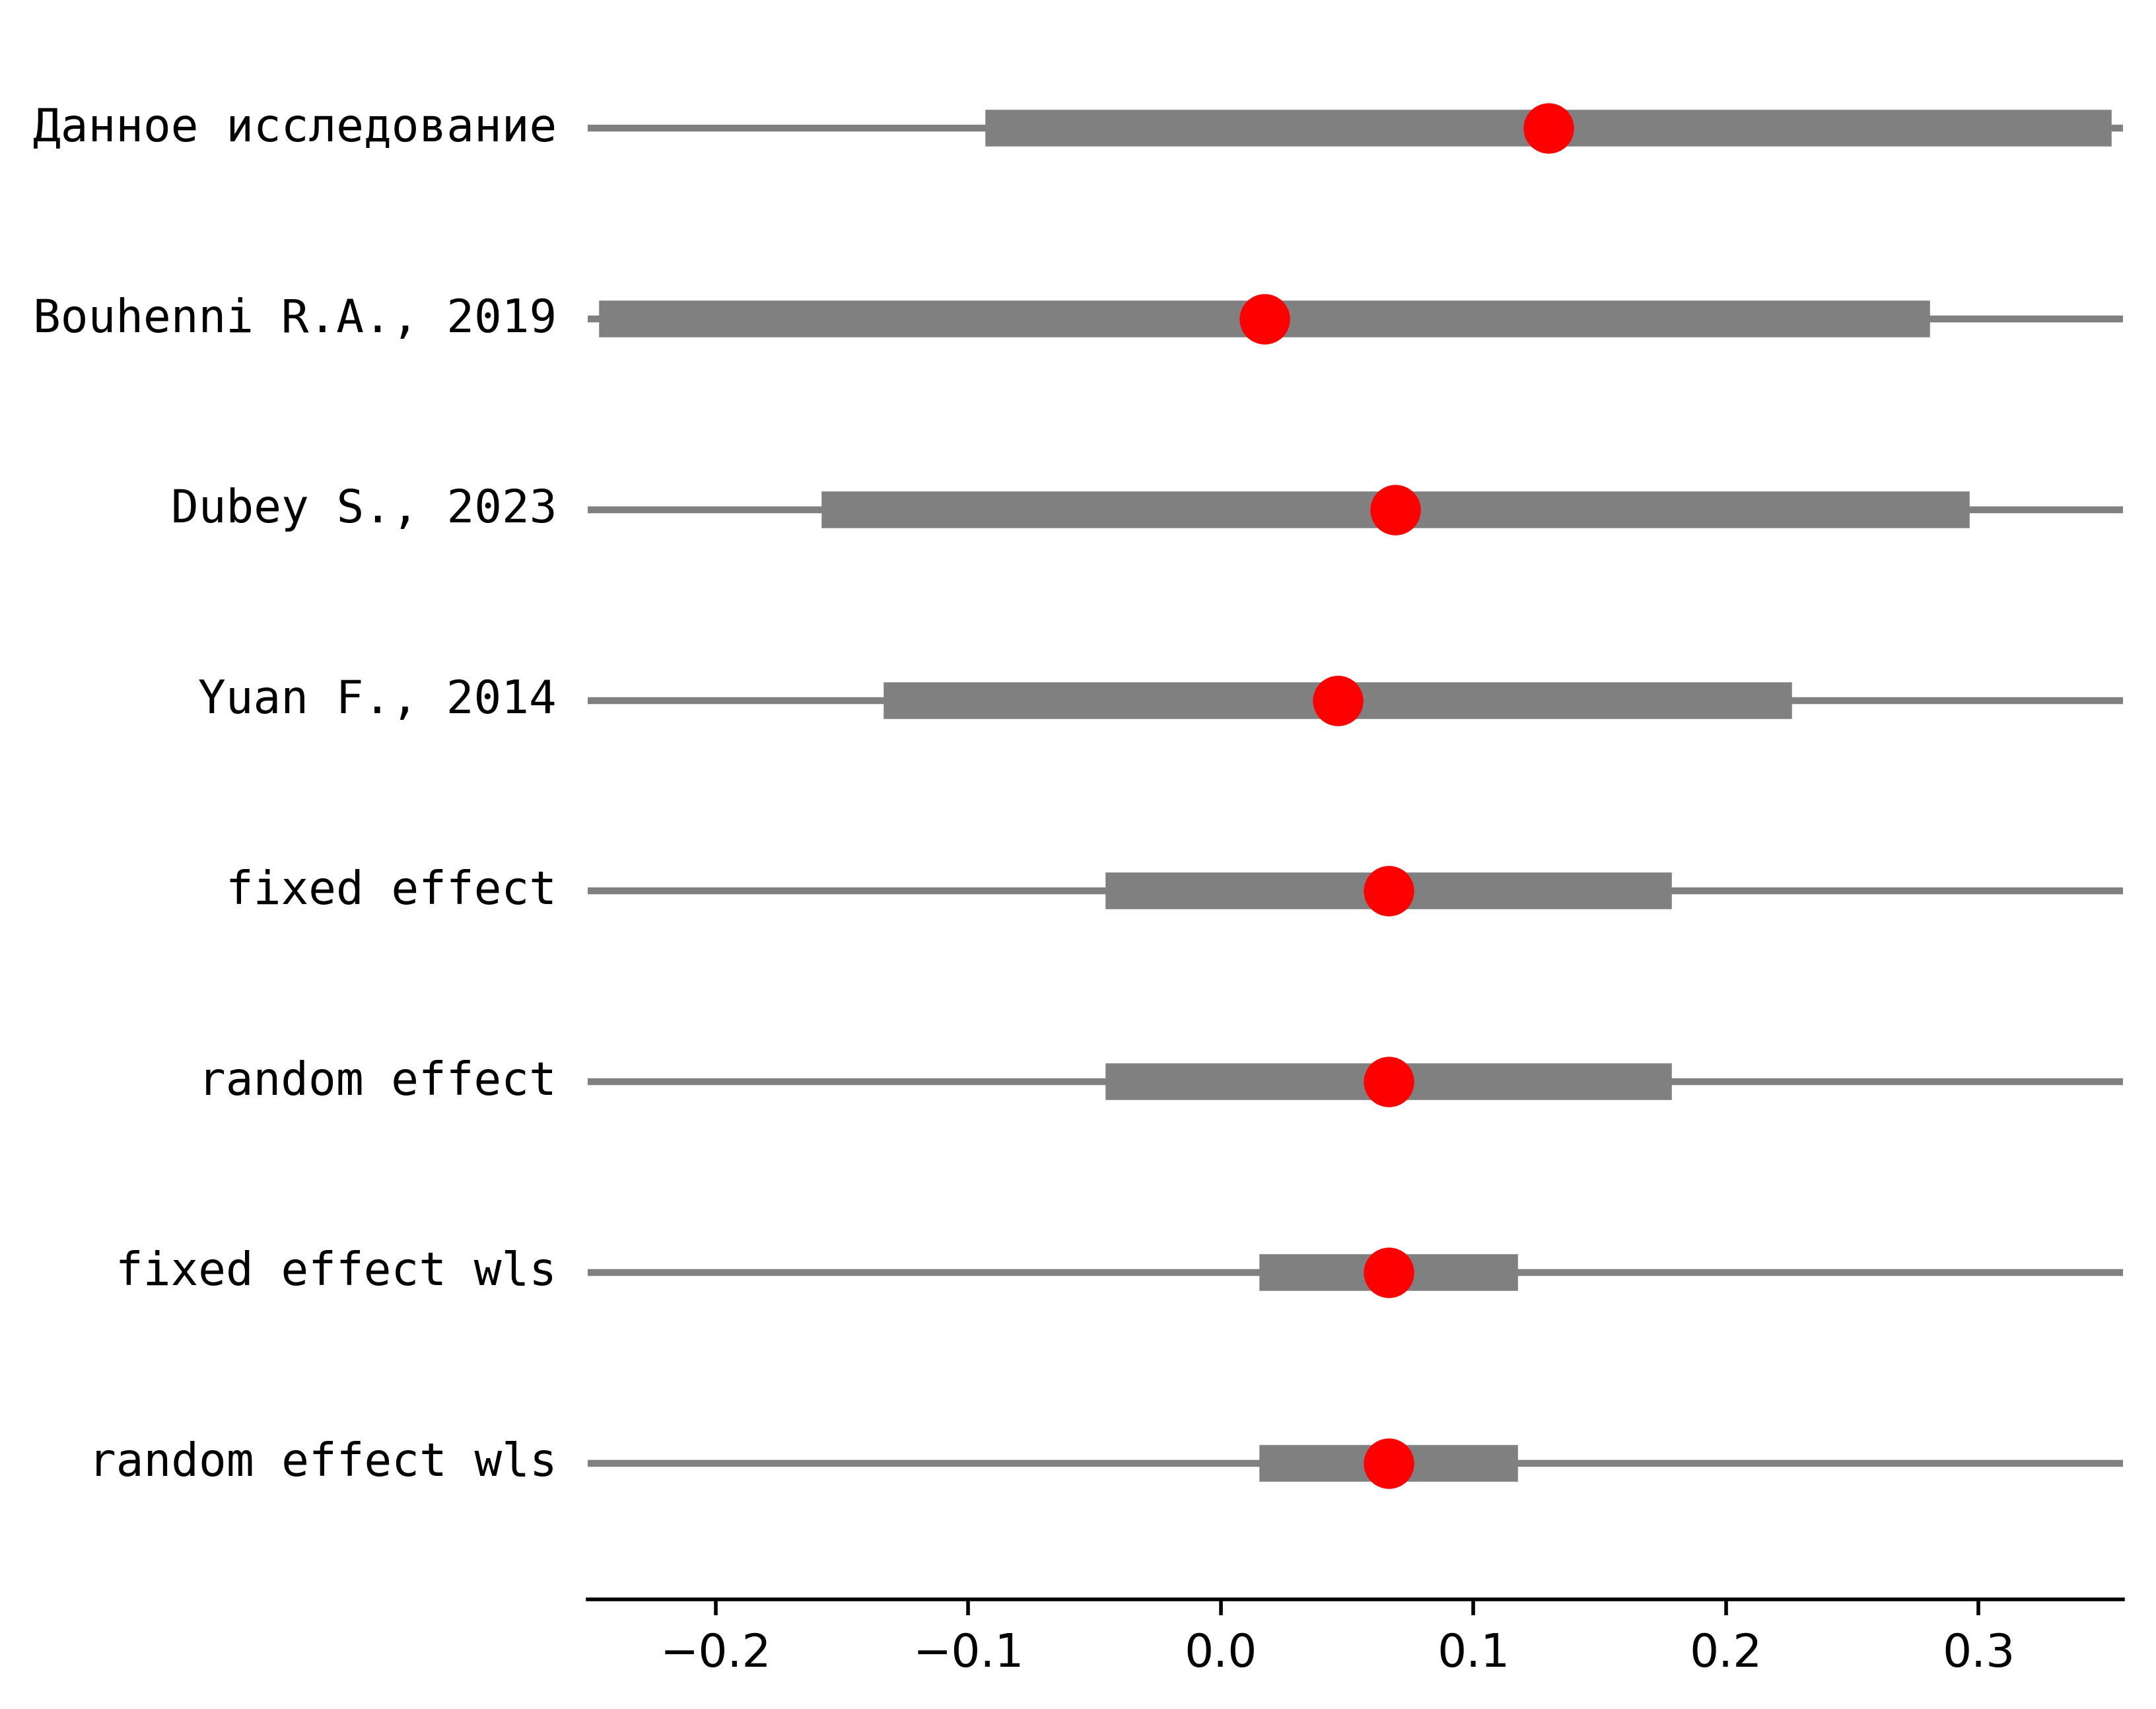 Данное исследование
Bouhenni R.A., 2019
Dubey S., 2023
Yuan F., 2014
fixed effect
random effect
fixed effect wls
random effect wls
−0.2 −0.1 0.0 0.1 0.2 0.3